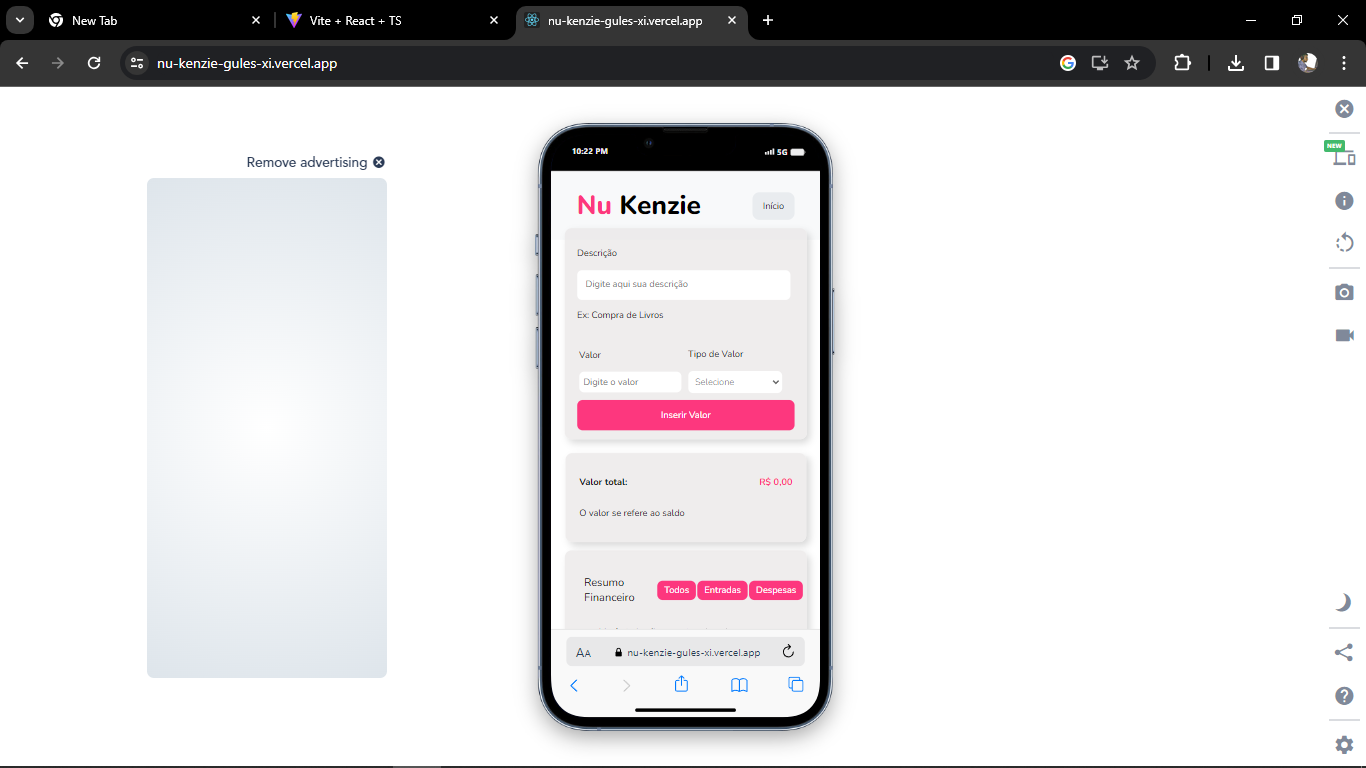 New Tab
Vite + React + TS
nu-kenzie-gules-xi.vercel.app
nu-kenzie-gules-xi.vercel.app
NEW
Remove advertising
10:22 PM
5G
Nu Kenzie
Início
Descrição
Digite aqui sua descrição
Ex: Compra de Livros
Valor
Tipo de Valor
Digite o valor
Selecione
Inserir Valor
Valor total:
R$ 0,00
O valor se refere ao saldo
Resumo
Financeiro
Todos
Entradas
Despesas
AA
nu-kenzie-gules-xi.vercel.app